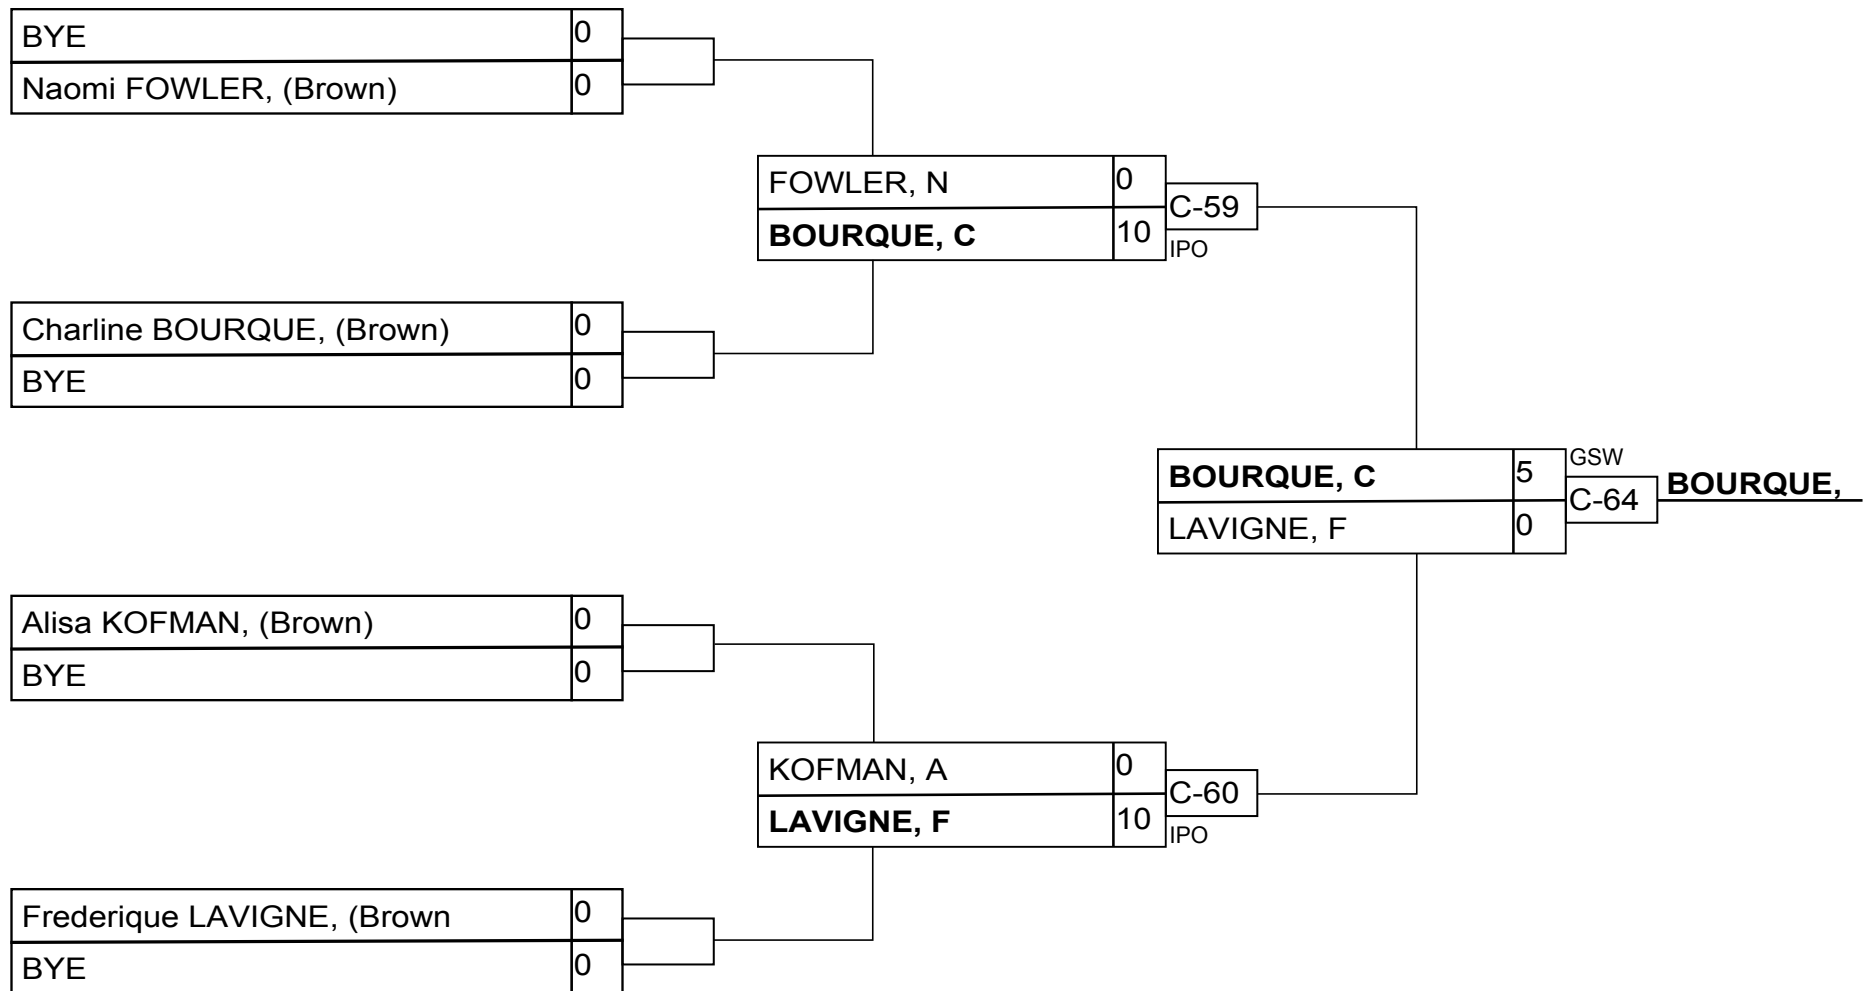 BYE 0
Naomi FOWLER, (Brown) 0
Charline BOURQUE, (Brown) 0
BYE 0
Alisa KOFMAN, (Brown) 0
BYE 0
Frederique LAVIGNE, (Brown 0
BYE 0
FOWLER, N 0
BOURQUE, C 10
C-59
IPO
KOFMAN, A 0
LAVIGNE, F 10
C-60
IPO
BOURQUE, C 5
LAVIGNE, F 0
GSW
C-64
BOURQUE,